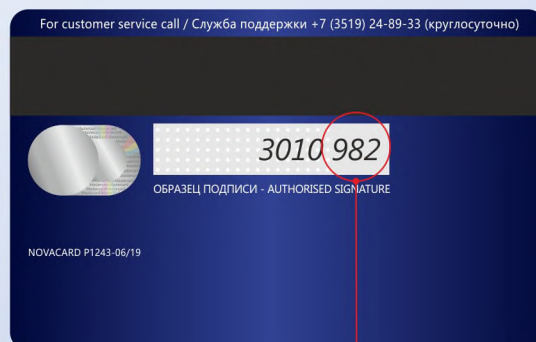 For customer service call / Служба поддержки +7 (3519) 24-89-33 (круглосуточно)
3010 982
ОБРАЗЕЦ ПОДПИСИ - AUTHORISED SIGNATURE
NOVACARD P1243-06/19